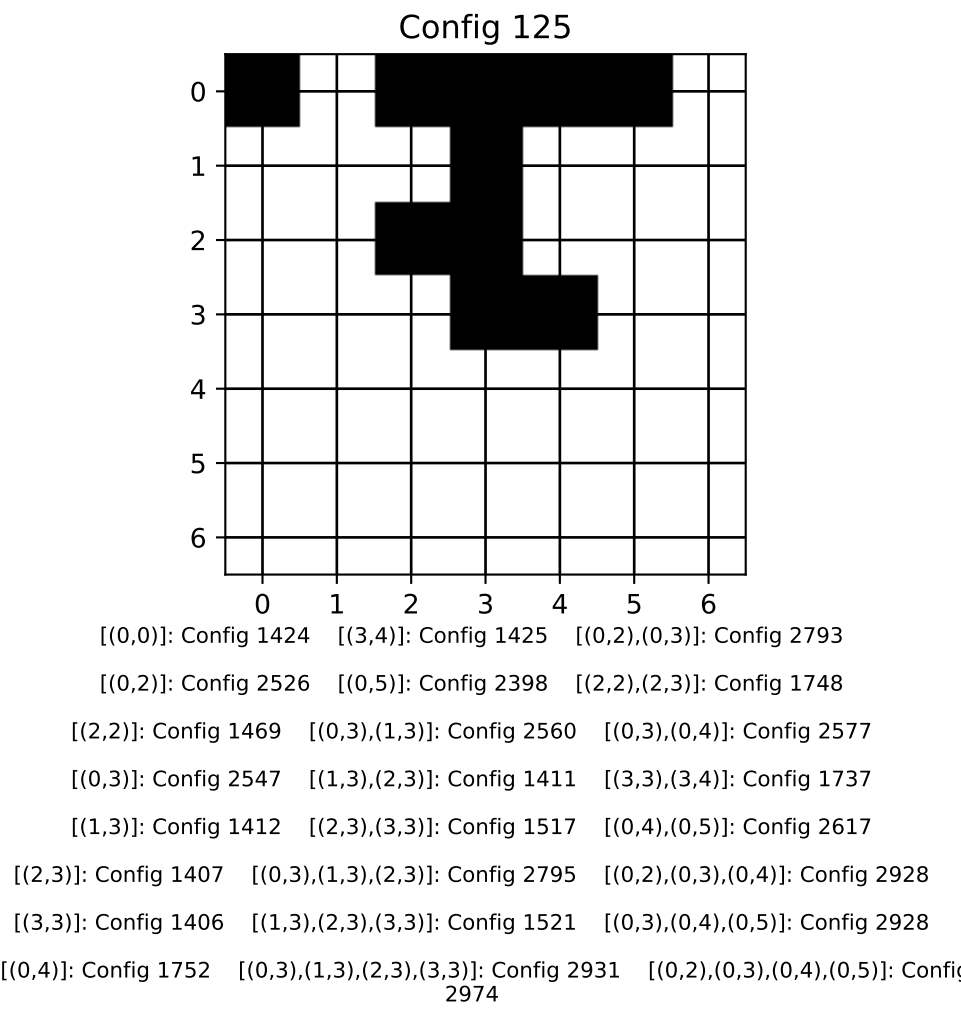 Config 125
0
1
2
3
4
5
6
0 1 2 3 4 5 6
[(0,0)]: Config 1424 [(3,4)]: Config 1425 [(0,2),(0,3)]: Config 2793
[(0,2)]: Config 2526 [(0,5)]: Config 2398 [(2,2),(2,3)]: Config 1748
[(2,2)]: Config 1469 [(0,3),(1,3)]: Config 2560 [(0,3),(0,4)]: Config 2577
[(0,3)]: Config 2547 [(1,3),(2,3)]: Config 1411 [(3,3),(3,4)]: Config 1737
[(1,3)]: Config 1412 [(2,3),(3,3)]: Config 1517 [(0,4),(0,5)]: Config 2617
[(2,3)]: Config 1407 [(0,3),(1,3),(2,3)]: Config 2795 [(0,2),(0,3),(0,4)]: Config 2928
[(3,3)]: Config 1406 [(1,3),(2,3),(3,3)]: Config 1521 [(0,3),(0,4),(0,5)]: Config 2928
[(0,4)]: Config 1752 [(0,3),(1,3),(2,3),(3,3)]: Config 2931 [(0,2),(0,3),(0,4),(0,5)]: Config
2974